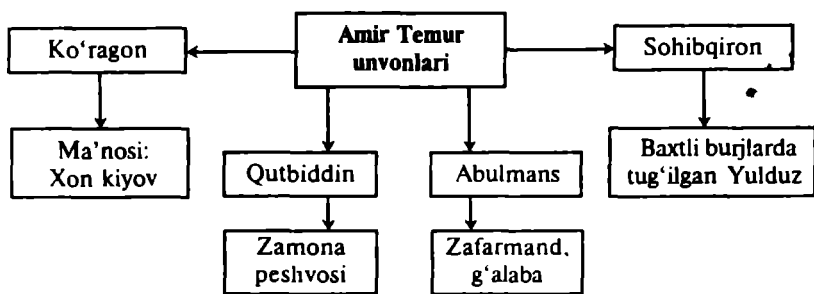 Amir Temur
unvonlari
Ko‘ragon
Sohibqiron
Ma’nosi:
Xon kiyov
Qutbiddin
Abulmans
Baxtli burjlarda
tug‘ilgan Yulduz
Zamona
peshvosi
Zafarmand,
g‘alaba